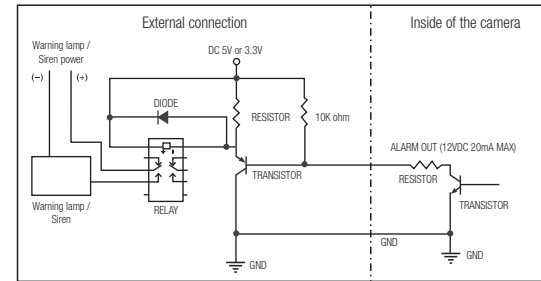 External connection
Inside of the camera
Warning lamp /
Siren power
(−)
(+)
DC 5V or 3.3V
DIODE
RESISTOR
10K ohm
ALARM OUT (12VDC 20mA MAX)
TRANSISTOR
RESISTOR
TRANSISTOR
RELAY
Warning lamp /
Siren
GND
GND
GND